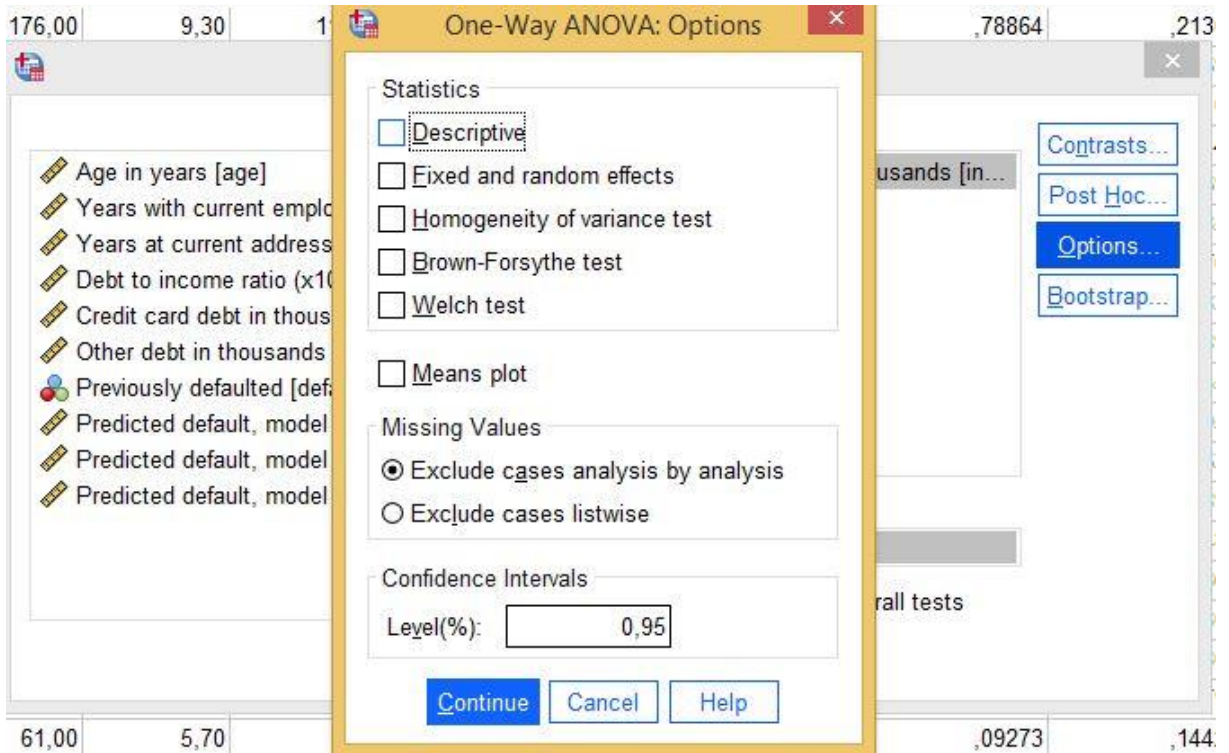 176,00 9,30 1 One-Way ANOVA: Options ,78864 ,213
Statistics
Descriptive
Fixed and random effects
Homogeneity of variance test
Brown-Forsythe test
Welch test
Means plot
Missing Values
Exclude cases analysis by analysis
Exclude cases listwise
Confidence Intervals
Level(%): 0,95
Continue Cancel Help
Age in years [age]
Years with current emplo
Years at current address
Debt to income ratio (x10
Credit card debt in thous
Other debt in thousands
Previously defaulted [defa
Predicted default, model
Predicted default, model
Predicted default, model
usands [in...
rall tests
Contrasts...
Post Hoc...
Options...
Bootstrap...
61,00 5,70 ,09273 ,144